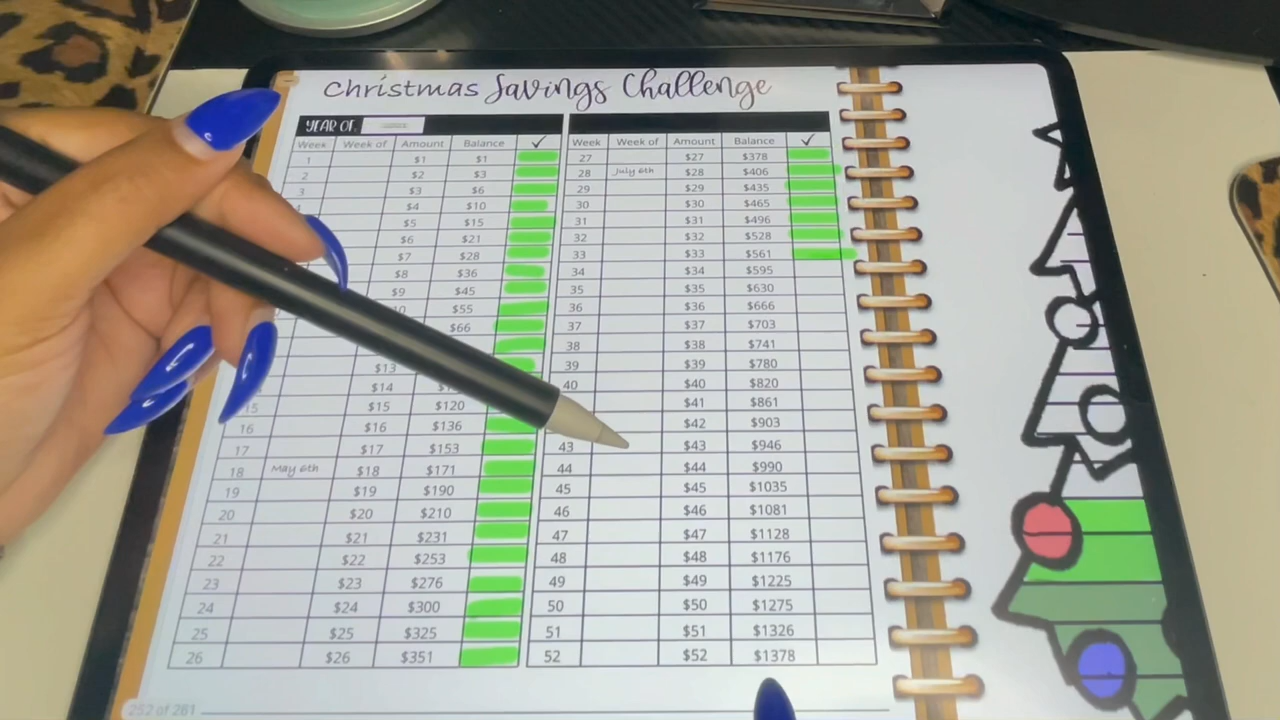 Christmas Savings Challenge
YEAR OF:
Week Week of Amount Balance ✓
1 $1 $1
2 $2 $3
3 $3 $6
$4 $10
$5 $15
$6 $21
$7 $28
$8 $36
$9 $45
$55
$66
$13
$14
15 $15 $120
16 $16 $136
17 $17 $153
18 May 6th $18 $171
19 $19 $190
20 $20 $210
21 $21 $231
22 $22 $253
23 $23 $276
24 $24 $300
25 $25 $325
26 $26 $351
Week Week of Amount Balance ✓
27 $27 $378
28 July 6th $28 $406
29 $29 $435
30 $30 $465
31 $31 $496
32 $32 $528
33 $33 $561
34 $34 $595
35 $35 $630
36 $36 $666
37 $37 $703
38 $38 $741
39 $39 $780
40 $40 $820
$41 $861
$42 $903
43 $43 $946
44 $44 $990
45 $45 $1035
46 $46 $1081
47 $47 $1128
48 $48 $1176
49 $49 $1225
50 $50 $1275
51 $51 $1326
52 $52 $1378
252 of 261